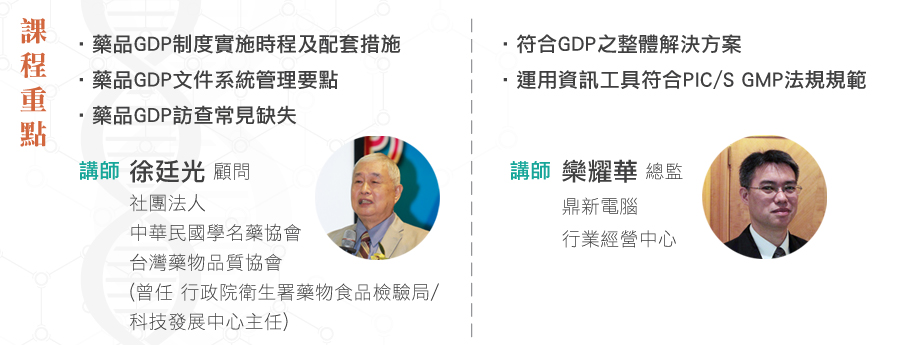 課程重點
· 藥品GDP制度實施時程及配套措施
· 藥品GDP文件系統管理要點
· 藥品GDP訪查常見缺失
講師 徐廷光 顧問
社團法人
中華民國學名藥協會
台灣藥物品質協會
(曾任 行政院衛生署藥物食品檢驗局/
科技發展中心主任)
· 符合GDP之整體解決方案
· 運用資訊工具符合PIC/S GMP法規規範
講師 欒耀華 總監
鼎新電腦
行業經營中心